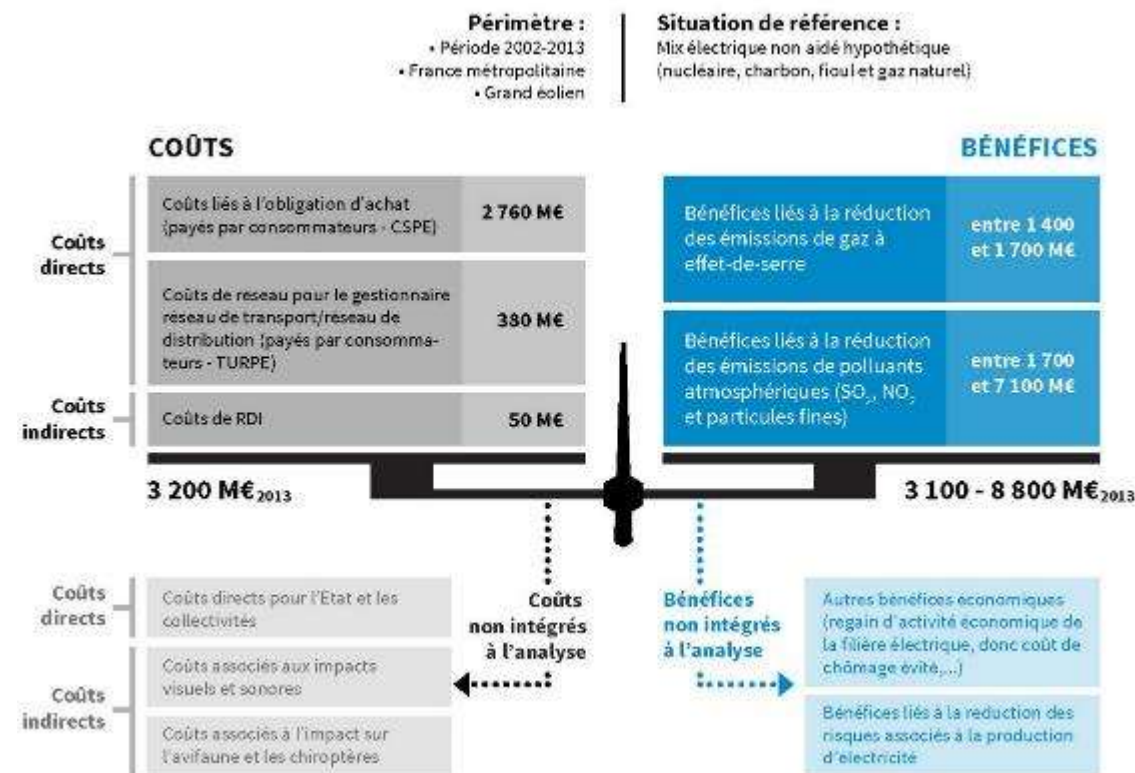 Périmètre :
• Période 2002-2013
• France métropolitaine
• Grand éolien
Situation de référence :
Mix électrique non aidé hypothétique
(nucléaire, charbon, fioul et gaz naturel)
COÛTS
BÉNÉFICES
Coûts
directs
Coûts liés à l'obligation d'achat
(payés par consommateurs - CSPE)
2 760 M€
Coûts de reseau pour le gestionnaire
réseau de transport/réseau de
distribution (payés par consomma-
teurs - TURPE)
380 M€
Coûts
indirects
Coûts de RDI
50 M€
Bénéfices liés à la réduction
des émissions de gaz à
effet-de-serre
entre 1 400
et 1 700 M€
Bénéfices liés à la réduction
des émissions de polluants
atmosphériques (SO2, NO2
et particules fines)
entre 1 700
et 7 100 M€
3 200 M€2013
3 100 - 8 800 M€2013
Coûts
directs
Coûts directs pour l'Etat et les
collectivités
Coûts
indirects
Coûts associés aux impacts
visuels et sonores
Coûts associés à l'impact sur
l'avifaune et les chiroptères
Coûts
non intégrés
à l'analyse
Bénéfices
non intégrés
à l'analyse
Autres bénéfices économiques
(regain d'activité économique de
la filière électrique, donc coût de
chômage évité,...)
Bénéfices liés à la reduction des
risques associés à la production
d'électricité